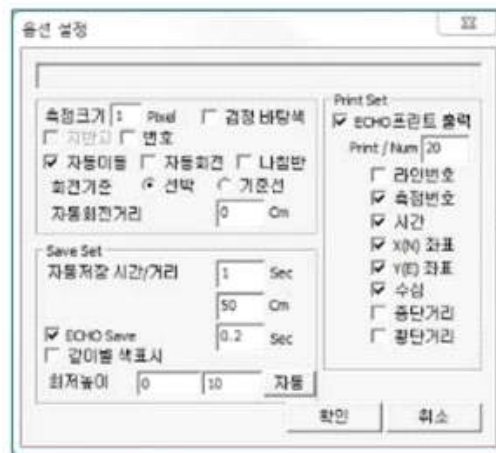 옵션 설정
측점크기 1 Pixel 검정 바탕색
지반고 번호
자동이동 자동회전 나침반
회전기준 선박 기준선
자동회전거리 0 Cm
Save Set
자동저장 시간/거리 1 Sec
50 Cm
ECHO Save 0.2 Sec
깊이별 색표시
최저높이 0 10 자동
Print Set
ECHO프린트 출력
Print / Num 20
라인번호
측점번호
시간
X(N) 좌표
Y(E) 좌표
수심
종단거리
횡단거리
확인 취소